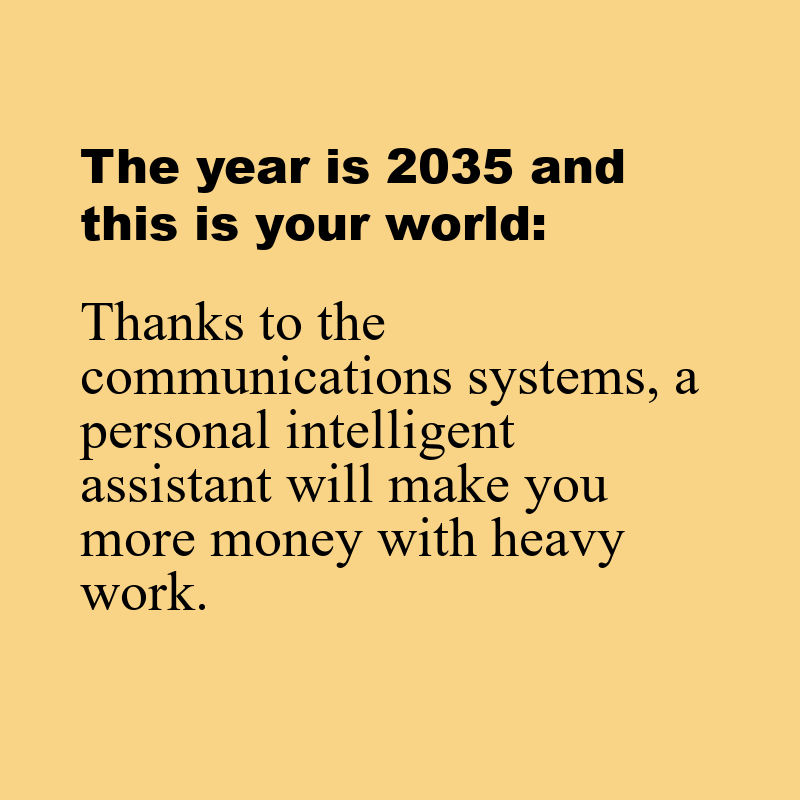 The year is 2035 and
this is your world:
Thanks to the
communications systems, a
personal intelligent
assistant will make you
more money with heavy
work.